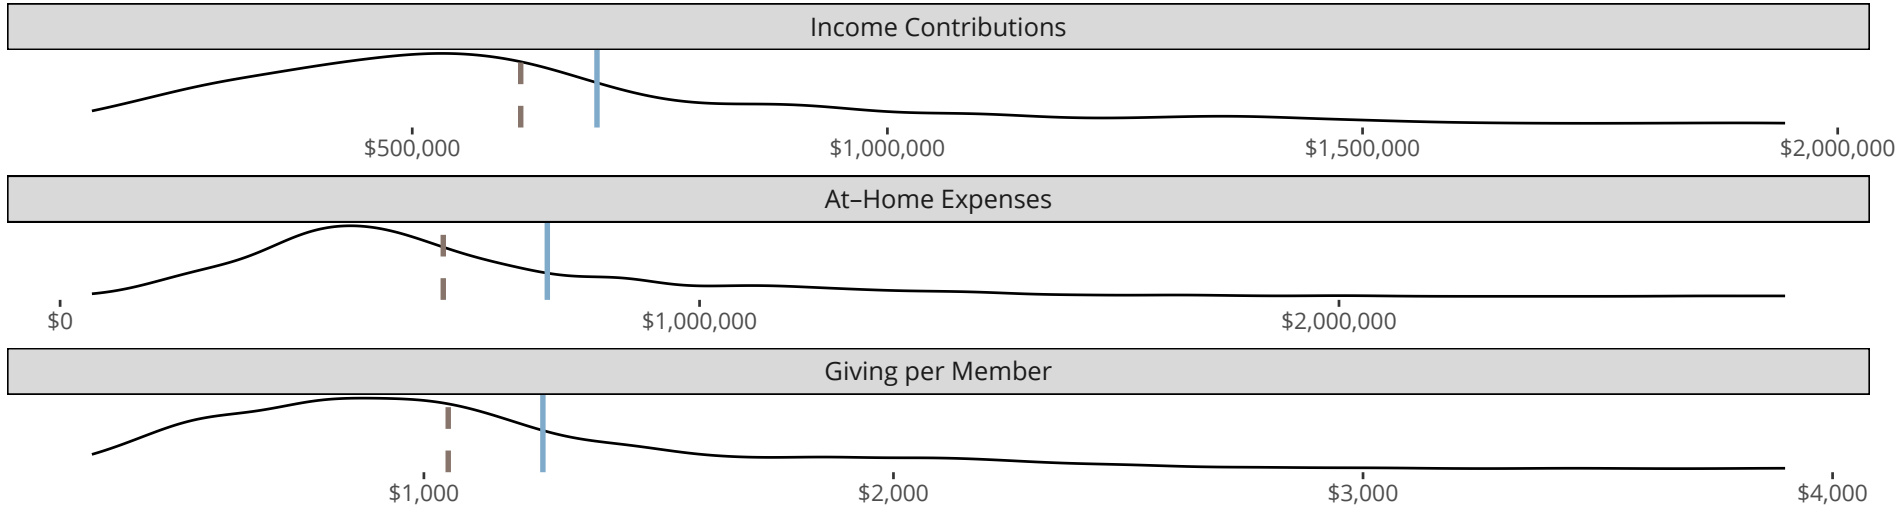 Income Contributions
$500,000 $1,000,000 $1,500,000 $2,000,000
At–Home Expenses
$0 $1,000,000 $2,000,000
Giving per Member
$1,000 $2,000 $3,000 $4,000